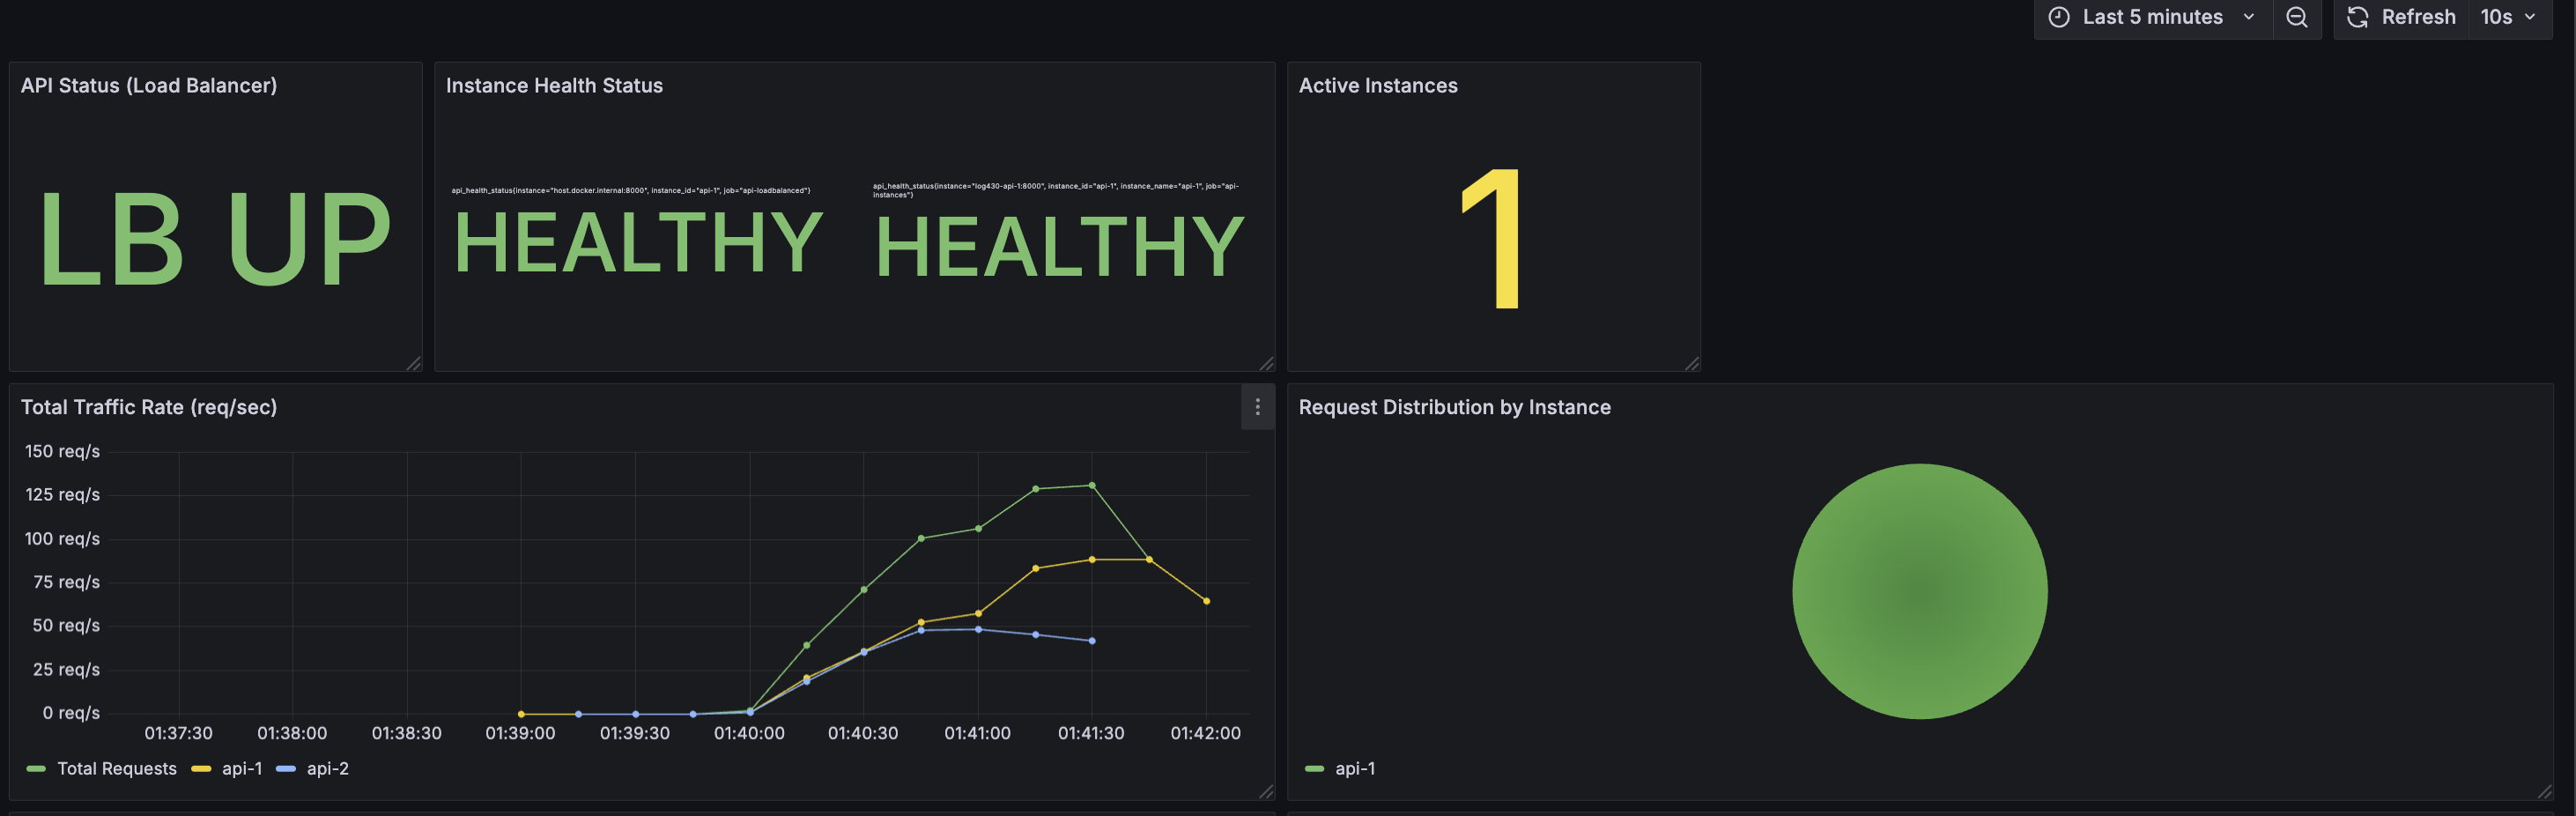 Last 5 minutes
Refresh
10s
API Status (Load Balancer)
Instance Health Status
Active Instances
LB UP
api_health_status{instance="host.docker.internal:8000", instance_id="api-1", job="api-loadbalanced"}
HEALTHY
api_health_status{instance="log430-api-1:8000", instance_id="api-1", instance_name="api-1", job="api-
instances"}
HEALTHY
1
Total Traffic Rate (req/sec)
150 req/s
125 req/s
100 req/s
75 req/s
50 req/s
25 req/s
0 req/s
01:37:30
01:38:00
01:38:30
01:39:00
01:39:30
01:40:00
01:40:30
01:41:00
01:41:30
01:42:00
Total Requests
api-1
api-2
Request Distribution by Instance
api-1